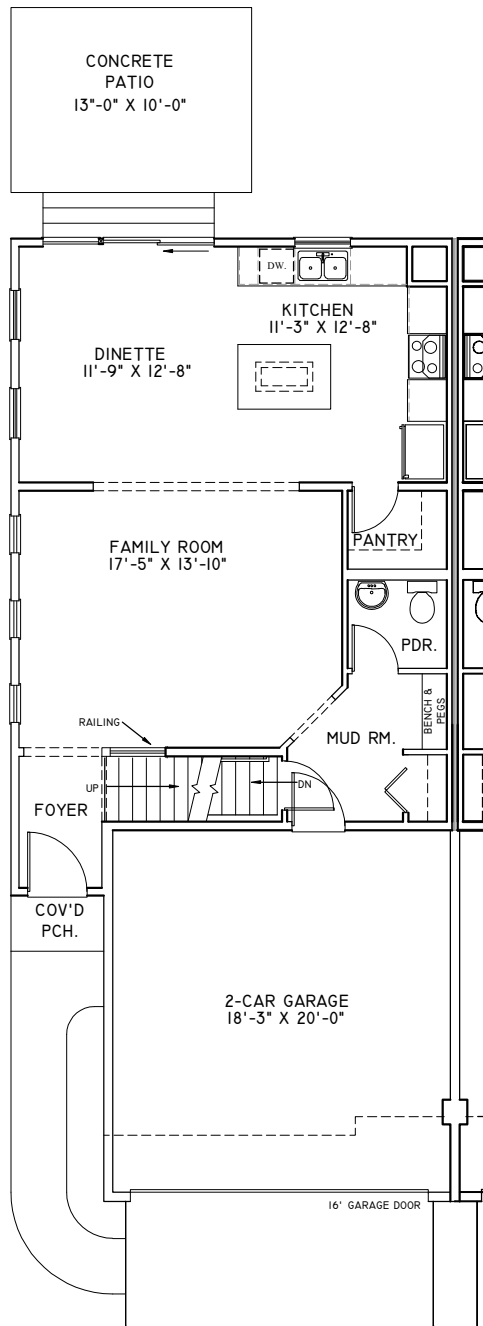 CONCRETE
PATIO
13"-0" X 10'-0"
DW.
KITCHEN
11'-3" X 12'-8"
DINETTE
11'-9" X 12'-8"
PANTRY
FAMILY ROOM
17'-5" X 13'-10"
PDR.
BENCH &
PEGS
RAILING
MUD RM.
UP
DN
FOYER
COV'D
PCH.
2-CAR GARAGE
18'-3" X 20'-0"
16' GARAGE DOOR